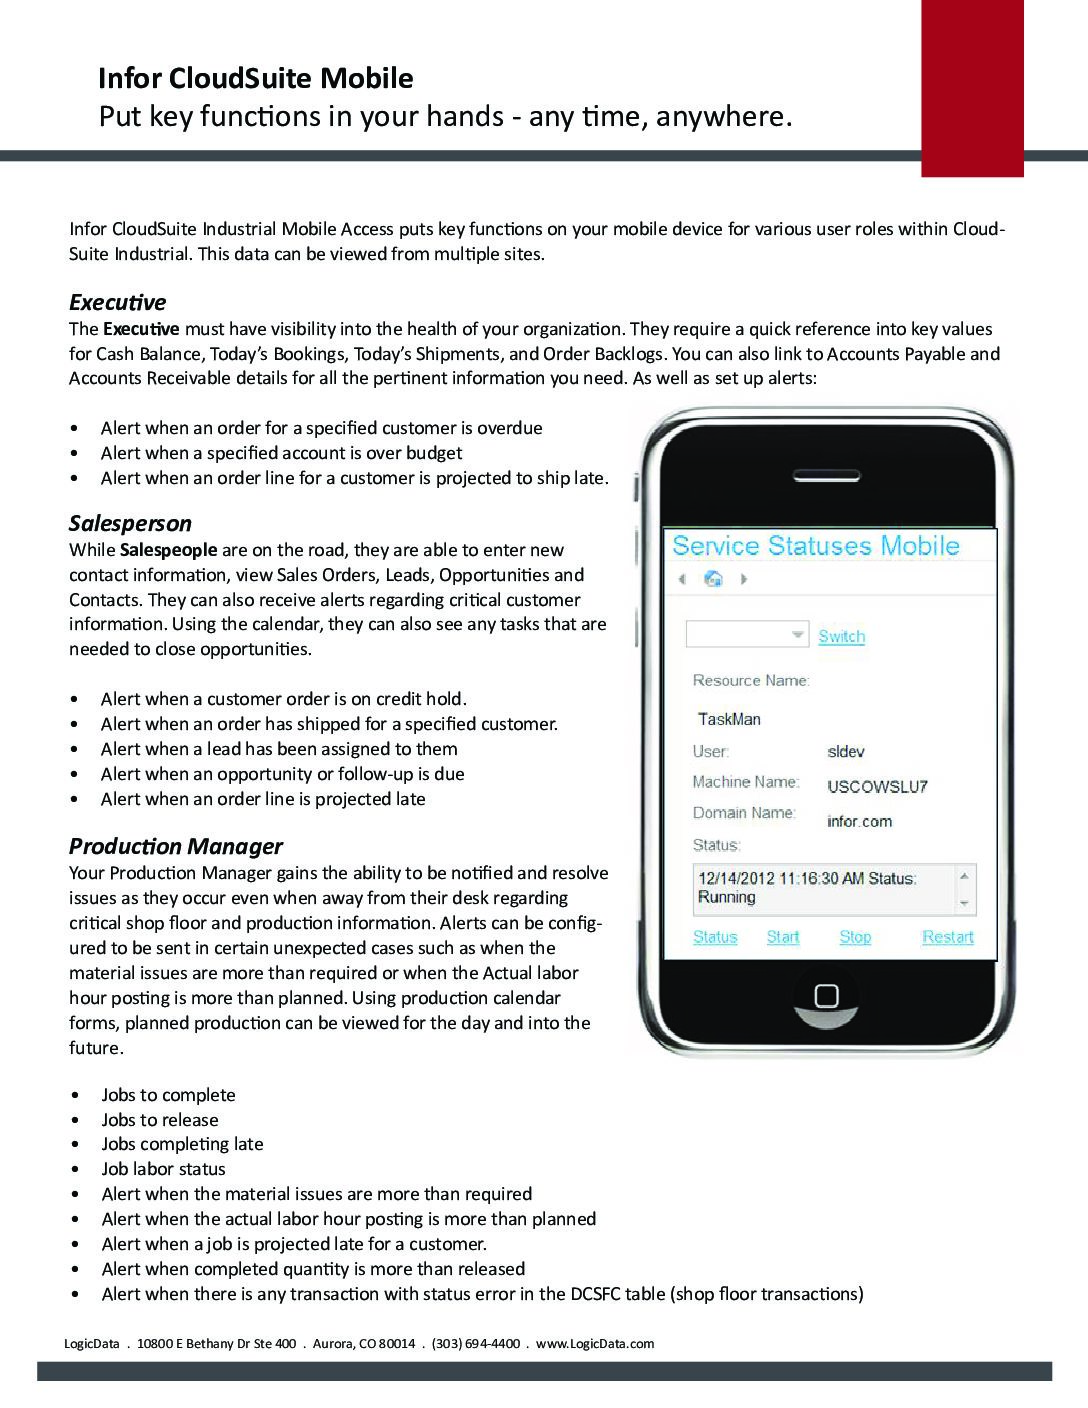 Infor CloudSuite Mobile
Put key functions in your hands - any time, anywhere.
Infor CloudSuite Industrial Mobile Access puts key functions on your mobile device for various user roles within Cloud-
Suite Industrial. This data can be viewed from multiple sites.
Executive
The Executive must have visibility into the health of your organization. They require a quick reference into key values
for Cash Balance, Today’s Bookings, Today’s Shipments, and Order Backlogs. You can also link to Accounts Payable and
Accounts Receivable details for all the pertinent information you need. As well as set up alerts:
• Alert when an order for a specified customer is overdue
• Alert when a specified account is over budget
• Alert when an order line for a customer is projected to ship late.
Salesperson
While Salespeople are on the road, they are able to enter new
contact information, view Sales Orders, Leads, Opportunities and
Contacts. They can also receive alerts regarding critical customer
information. Using the calendar, they can also see any tasks that are
needed to close opportunities.
• Alert when a customer order is on credit hold.
• Alert when an order has shipped for a specified customer.
• Alert when a lead has been assigned to them
• Alert when an opportunity or follow-up is due
• Alert when an order line is projected late
Production Manager
Your Production Manager gains the ability to be notified and resolve
issues as they occur even when away from their desk regarding
critical shop floor and production information. Alerts can be config-
ured to be sent in certain unexpected cases such as when the
material issues are more than required or when the Actual labor
hour posting is more than planned. Using production calendar
forms, planned production can be viewed for the day and into the
future.
• Jobs to complete
• Jobs to release
• Jobs completing late
• Job labor status
• Alert when the material issues are more than required
• Alert when the actual labor hour posting is more than planned
• Alert when a job is projected late for a customer.
• Alert when completed quantity is more than released
• Alert when there is any transaction with status error in the DCSFC table (shop floor transactions)
Service Statuses Mobile
Switch
Resource Name:
TaskMan
User: sldev
Machine Name: USCOWSLU7
Domain Name: infor.com
Status:
12/14/2012 11:16:30 AM Status:
Running
Status Start Stop Restart
LogicData . 10800 E Bethany Dr Ste 400 . Aurora, CO 80014 . (303) 694-4400 . www.LogicData.com